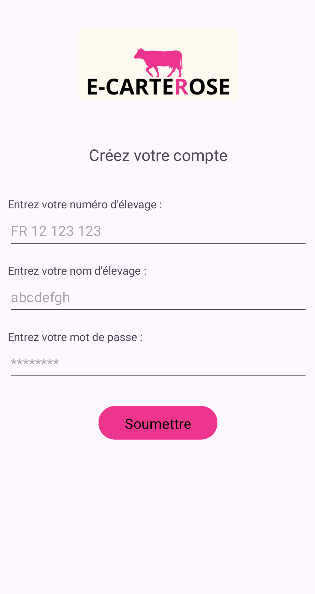 E-CARTEROSE
Créez votre compte
Entrez votre numéro d'élevage :
FR 12 123 123
Entrez votre nom d'élevage :
abcdefgh
Entrez votre mot de passe :
********
Soumettre